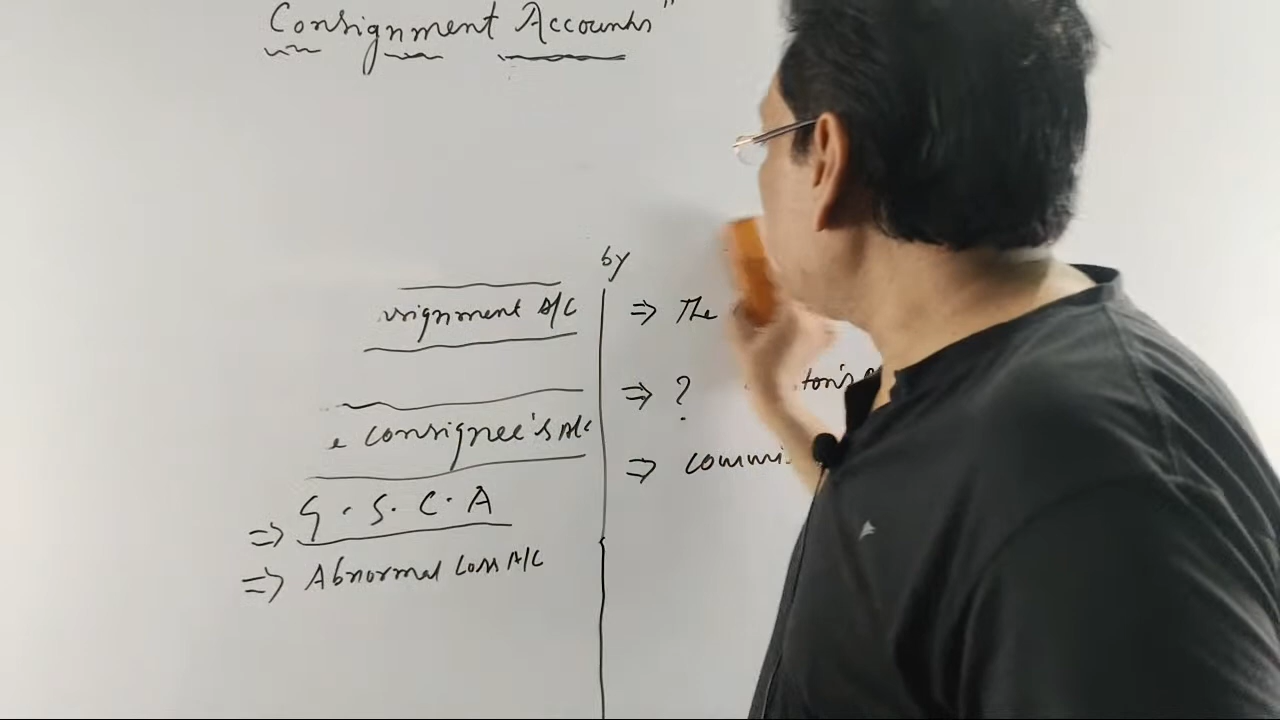 Consignment Accounts"
by
nsignment A/C
⇒ The
⇒ ?
e consignee's A/C
⇒ commi
⇒ G.S.C.A
⇒ Abnormal Loss A/C